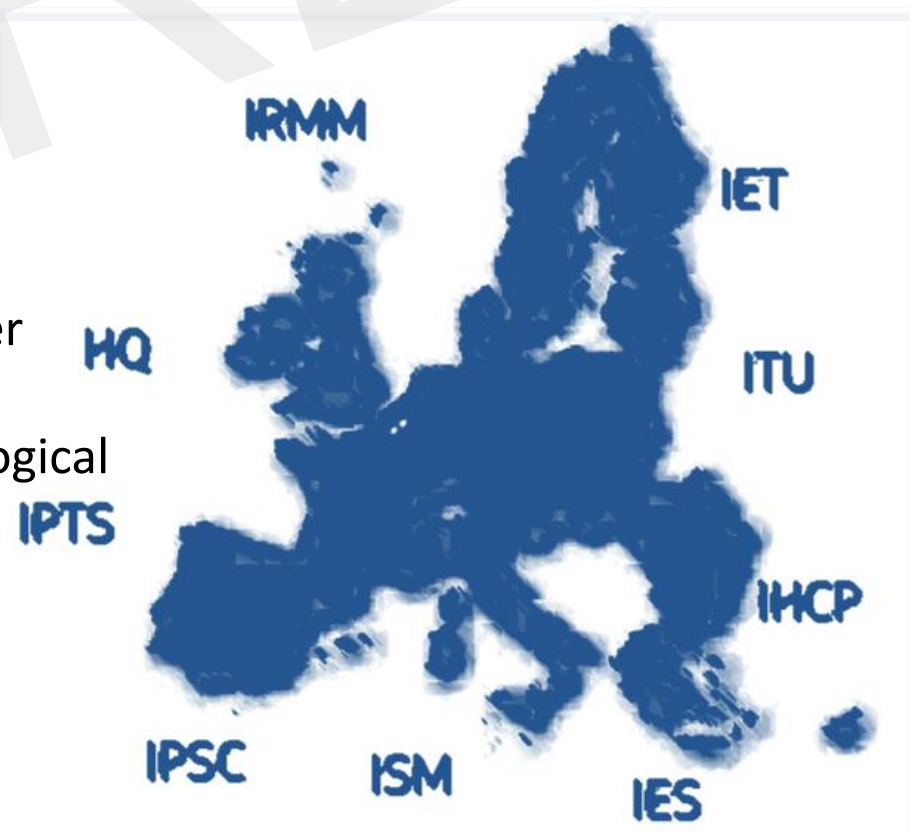 IRMM
IET
er
HQ
ITU
ogical
IPTS
IHCP
IPSC
ISM
IES